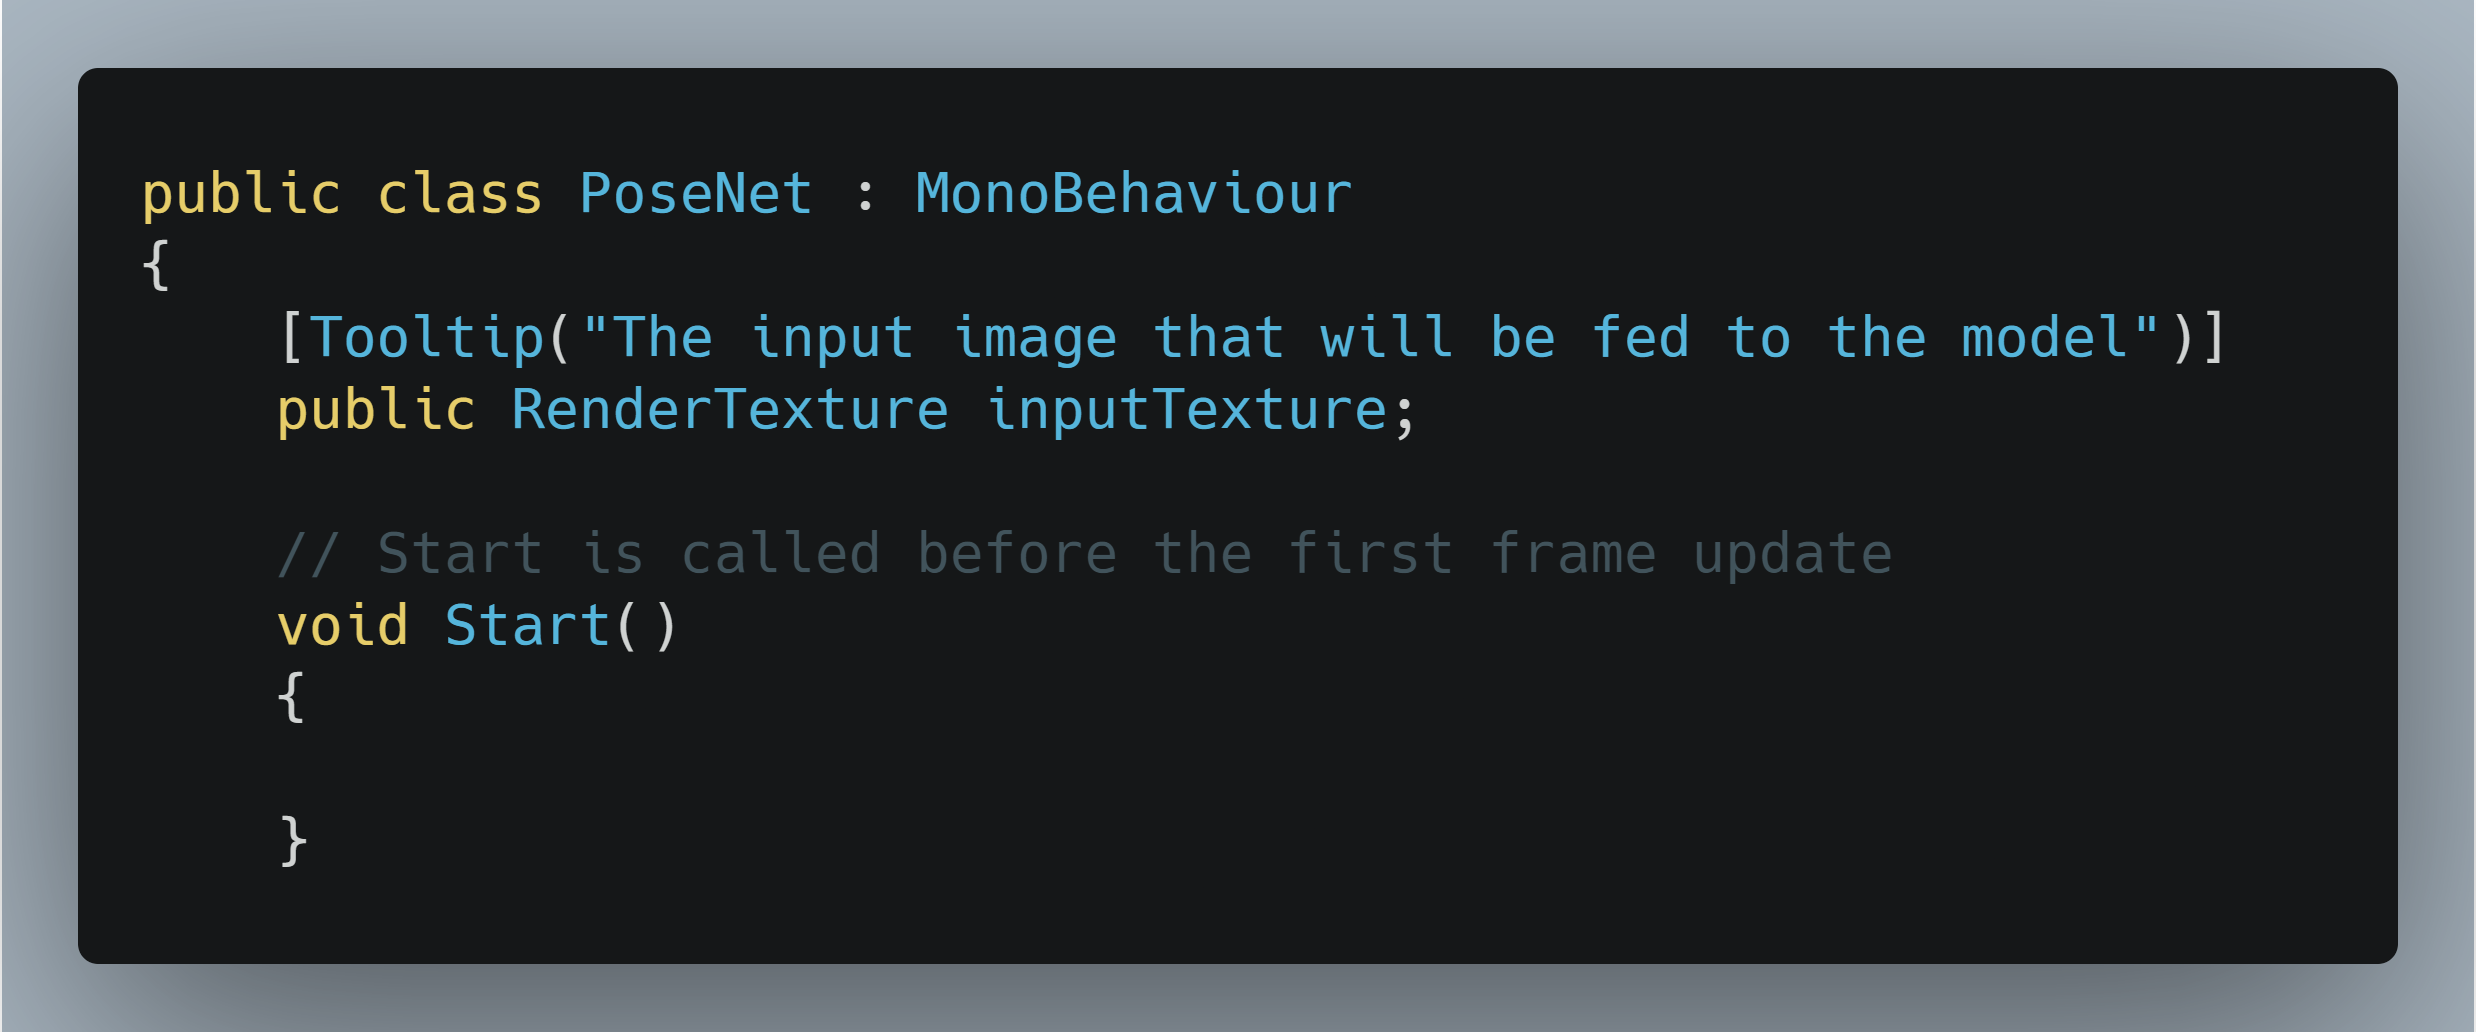 public class PoseNet : MonoBehaviour
{
    [Tooltip("The input image that will be fed to the model")]
    public RenderTexture inputTexture;

    // Start is called before the first frame update
    void Start()
    {

    }